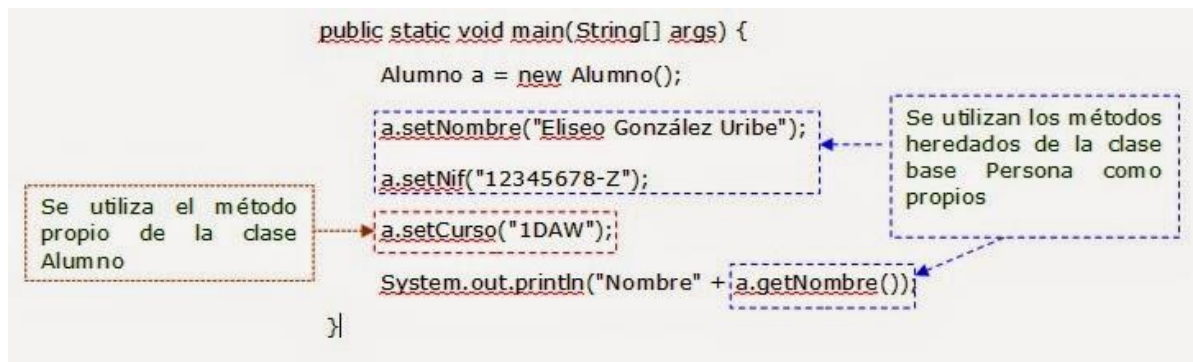 public static void main(String[] args) {
Alumno a = new Alumno();
a.setNombre("Eliseo González Uribe");
a.setNif("12345678-Z");
a.setCurso("1DAW");
System.out.println("Nombre" + a.getNombre());
}
Se utilizan los métodos
heredados de la clase
base Persona como
propios
Se utiliza el método
propio de la clase
Alumno